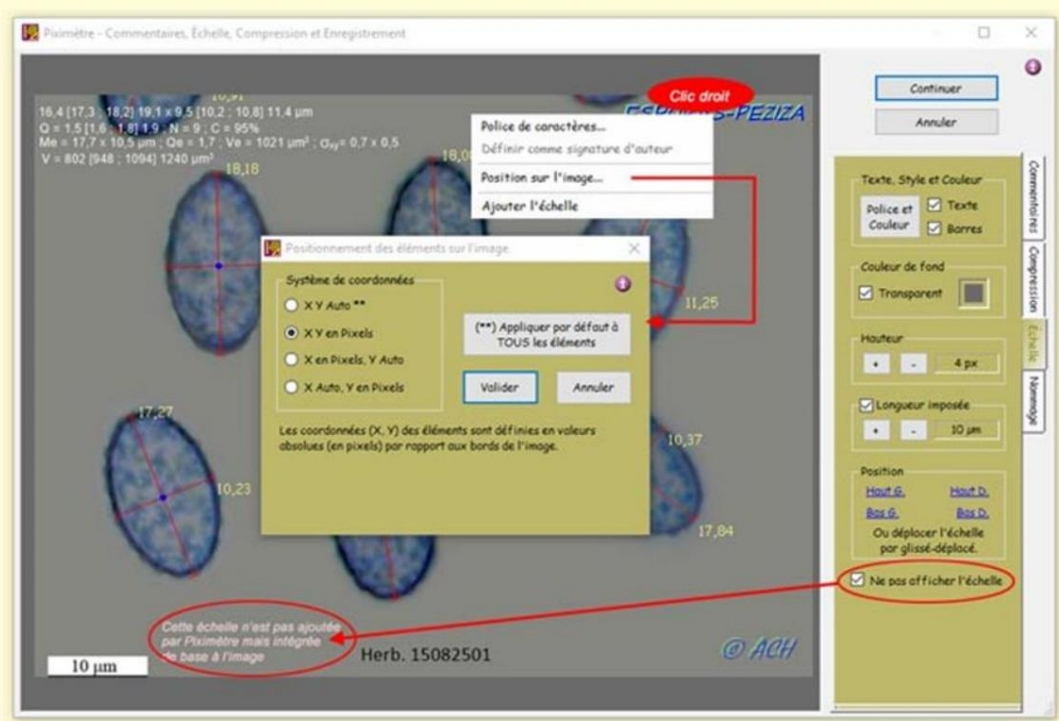 Piximètre - Commentaires, Échelle, Compression et Enregistrement
16,4 [17,3 ; 18,2] 19,1 x 9,5 [10,2 ; 10,8] 11,4 µm
Q = 1,5 [1,6 ; 1,8] 1,9 ; N = 9 ; C = 95%
Me = 17,7 x 10,5 µm ; Qe = 1,7 ; Ve = 1021 µm³ ; σxy= 0,7 x 0,5
V = 802 [948 ; 1094] 1240 µm³
10,91
18,18
18,00
Clic droit
-PEZIZA
Police de caractères...
Définir comme signature d'auteur
Position sur l'image...
Ajouter l'échelle
Positionnement des éléments sur l'image.
Système de coordonnées
X Y Auto **
X Y en Pixels
X en Pixels, Y Auto
X Auto, Y en Pixels
(**) Appliquer par défaut à
TOUS les éléments
Valider
Annuler
Les coordonnées (X, Y) des éléments sont définies en valeurs
absolues (en pixels) par rapport aux bords de l'image.
11,25
17,27
10,23
10,37
17,84
Cette échelle n'est pas ajoutée
par Piximètre mais intégrée
de base à l'image
10 µm
Herb. 15082501
© ACH
Continuer
Annuler
Texte, Style et Couleur
Police et
Couleur
Texte
Barres
Couleur de fond
Transparent
Hauteur
+ - 4 px
Longueur imposée
+ - 10 µm
Position
Haut G. Haut D.
Bas G. Bas D.
Ou déplacer l'échelle
par glissé-déplacé.
Ne pas afficher l'échelle
Commentaires
Compression
Échelle
Nommage